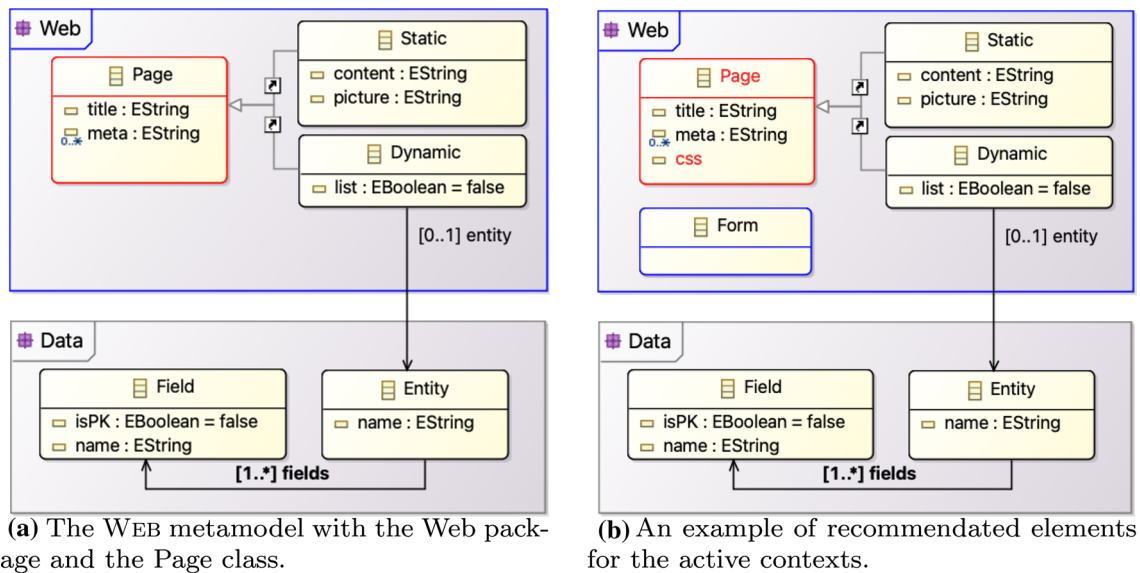 Web
Page
title : EString
0..*
meta : EString
Static
content : EString
picture : EString
Dynamic
list : EBoolean = false
[0..1] entity
Data
Field
isPK : EBoolean = false
name : EString
Entity
name : EString
[1..*] fields
(a) The WEB metamodel with the Web pack-
age and the Page class.
Web
Page
title : EString
0..*
meta : EString
css
Static
content : EString
picture : EString
Dynamic
list : EBoolean = false
Form
[0..1] entity
Data
Field
isPK : EBoolean = false
name : EString
Entity
name : EString
[1..*] fields
(b) An example of recommendated elements
for the active contexts.